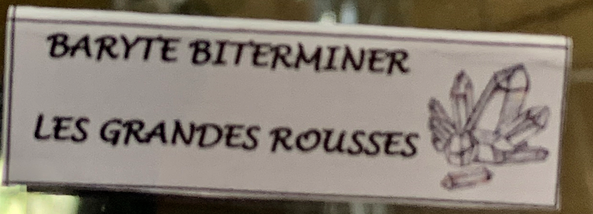 BARYTE BITERMINER
LES GRANDES ROUSSES